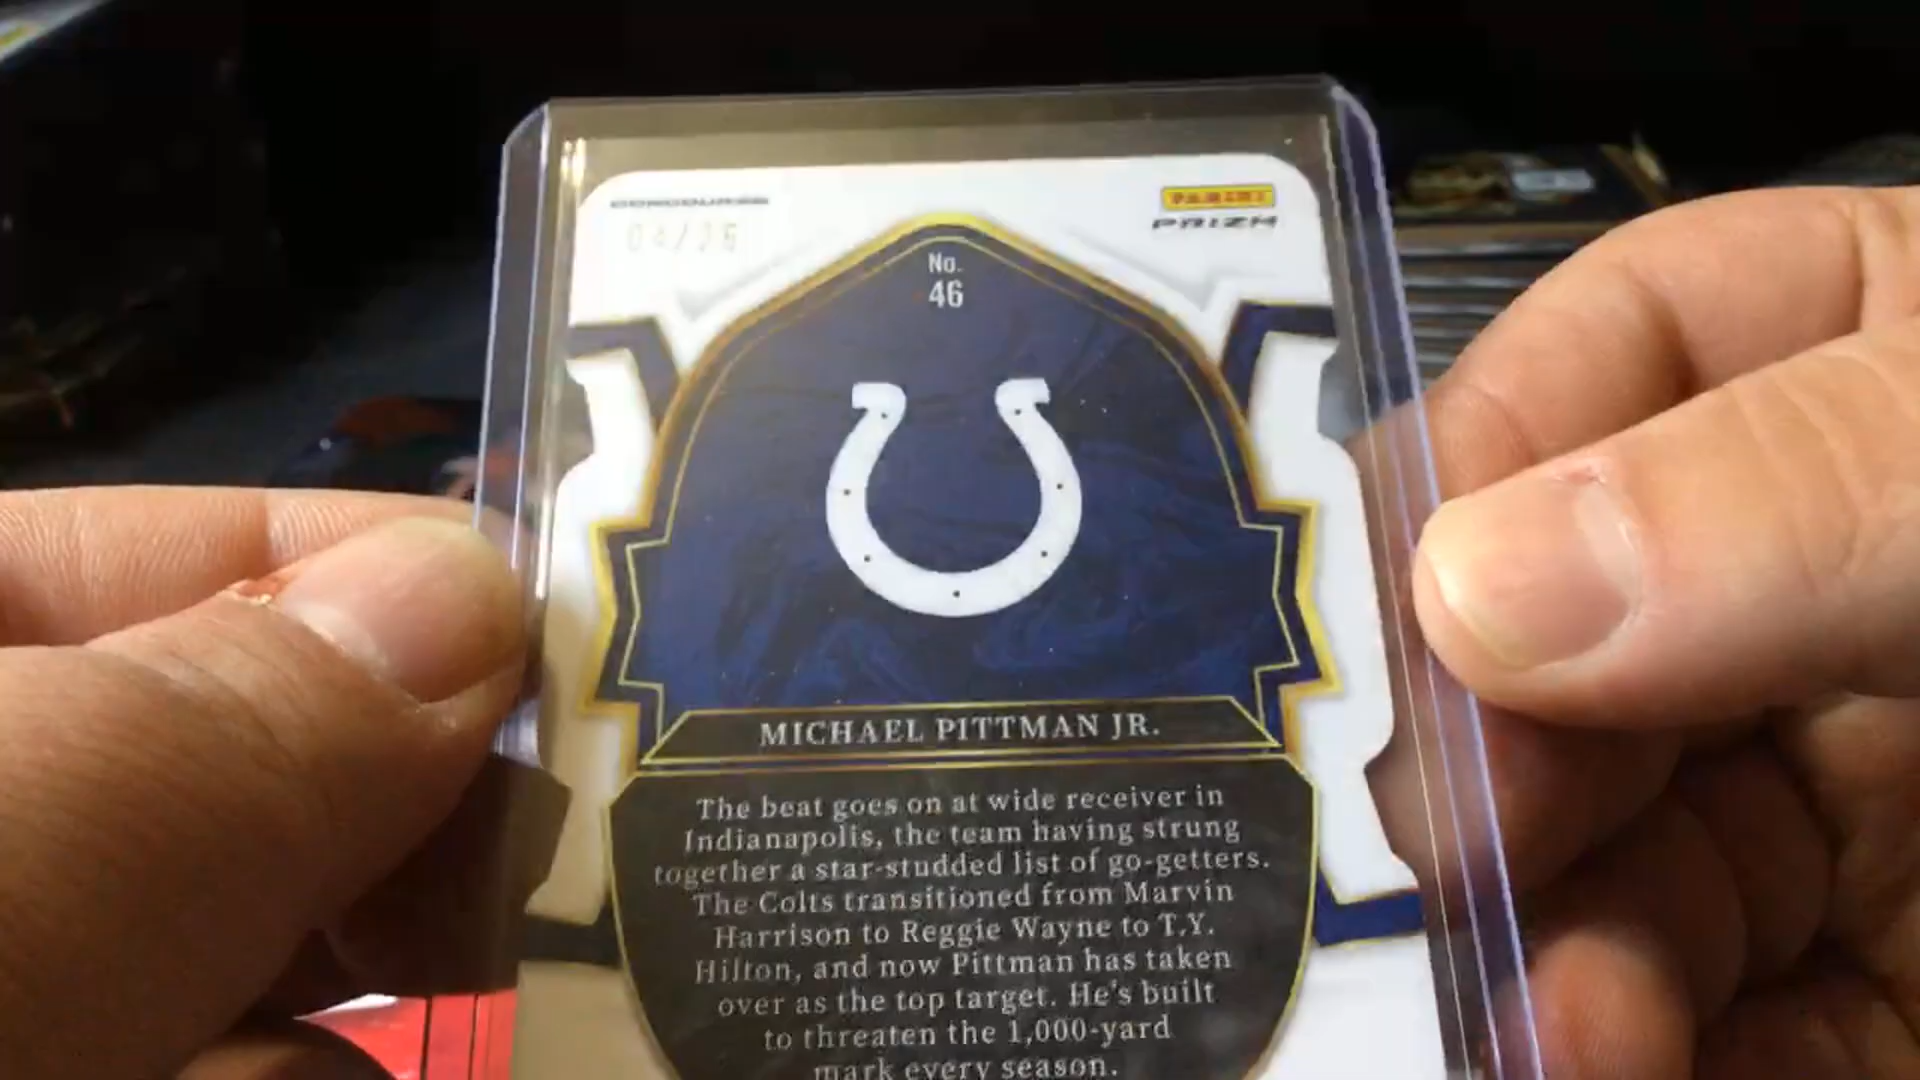 CONCOURSE
PANINI
PRIZM
No.
46
MICHAEL PITTMAN JR.
The beat goes on at wide receiver in
Indianapolis, the team having strung
together a star-studded list of go-getters.
The Colts transitioned from Marvin
Harrison to Reggie Wayne to T.Y.
Hilton, and now Pittman has taken
over as the top target. He's built
to threaten the 1,000-yard
mark every season.